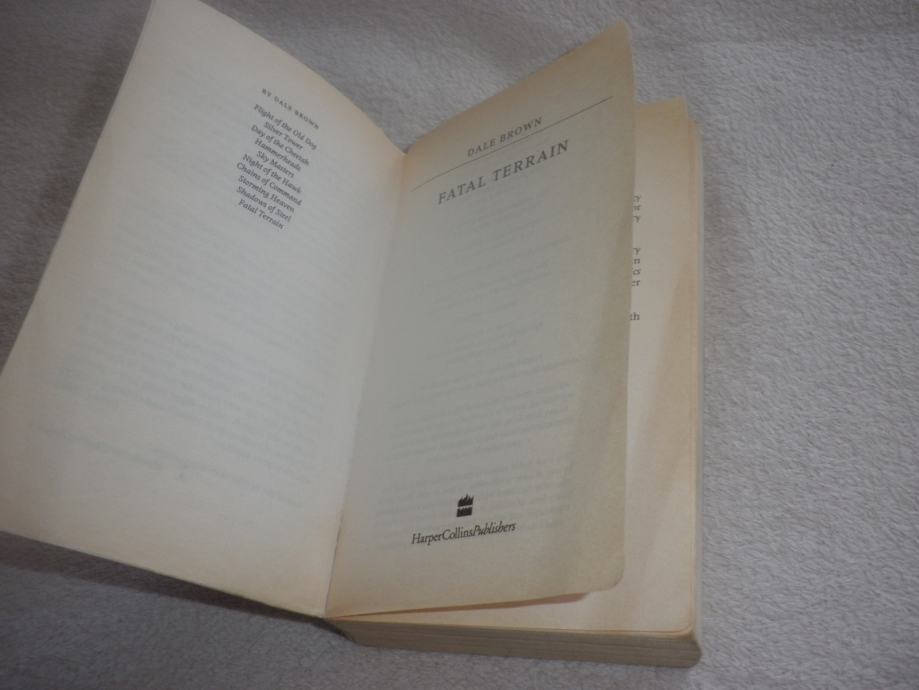 BY DALE BROWN
Flight of the Old Dog
Silver Tower
Day of the Cheetah
Hammerheads
Sky Masters
Night of the Hawk
Chains of Command
Storming Heaven
Shadows of Steel
Fatal Terrain
DALE BROWN
FATAL TERRAIN
HarperCollinsPublishers